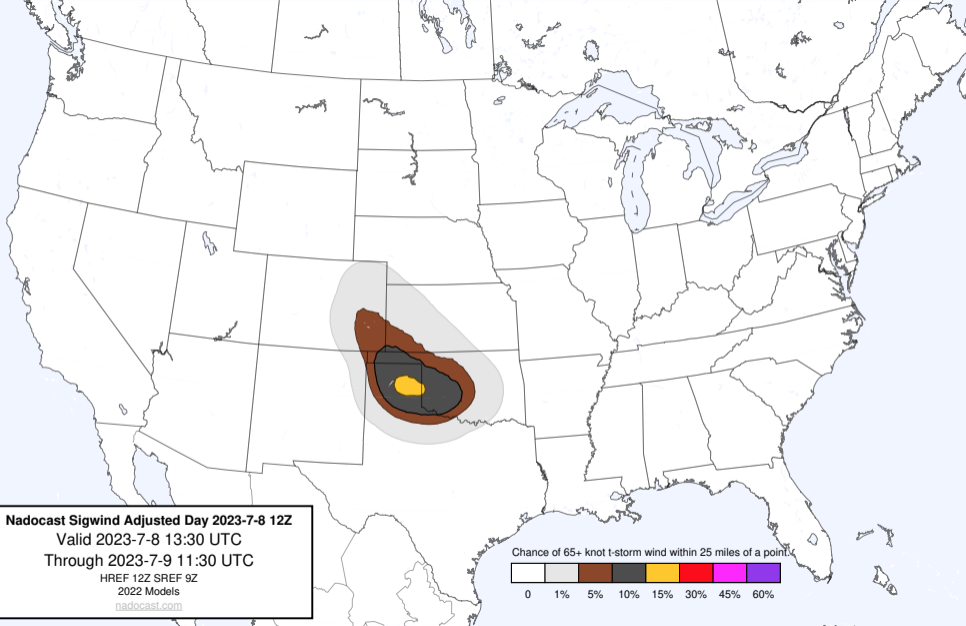 Nadocast Sigwind Adjusted Day 2023-7-8 12Z
Valid 2023-7-8 13:30 UTC
Through 2023-7-9 11:30 UTC
HREF 12Z SREF 9Z
2022 Models
nadocast.com
Chance of 65+ knot t-storm wind within 25 miles of a point.
0 1% 5% 10% 15% 30% 45% 60%